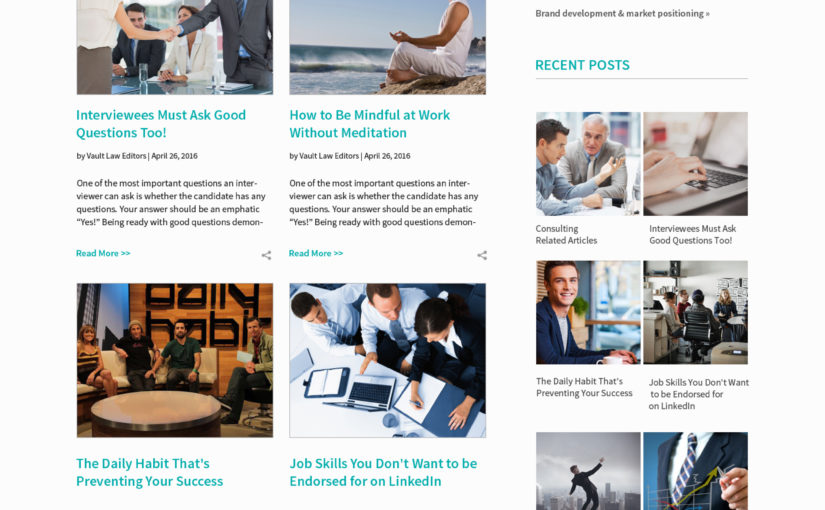 Brand development & market positioning »
RECENT POSTS
Interviewees Must Ask Good
Questions Too!
by Vault Law Editors | April 26, 2016
One of the most important questions an inter-
viewer can ask is whether the candidate has any
questions. Your answer should be an emphatic
“Yes!” Being ready with good questions demon-
Read More >>
How to Be Mindful at Work
Without Meditation
by Vault Law Editors | April 26, 2016
One of the most important questions an inter-
viewer can ask is whether the candidate has any
questions. Your answer should be an emphatic
“Yes!” Being ready with good questions demon-
Read More >>
daily
habi
The Daily Habit That's
Preventing Your Success
Job Skills You Don't Want to be
Endorsed for on LinkedIn
Consulting
Related Articles
Interviewees Must Ask
Good Questions Too!
The Daily Habit That's
Preventing Your Success
Job Skills You Don't Want
to be Endorsed for
on LinkedIn